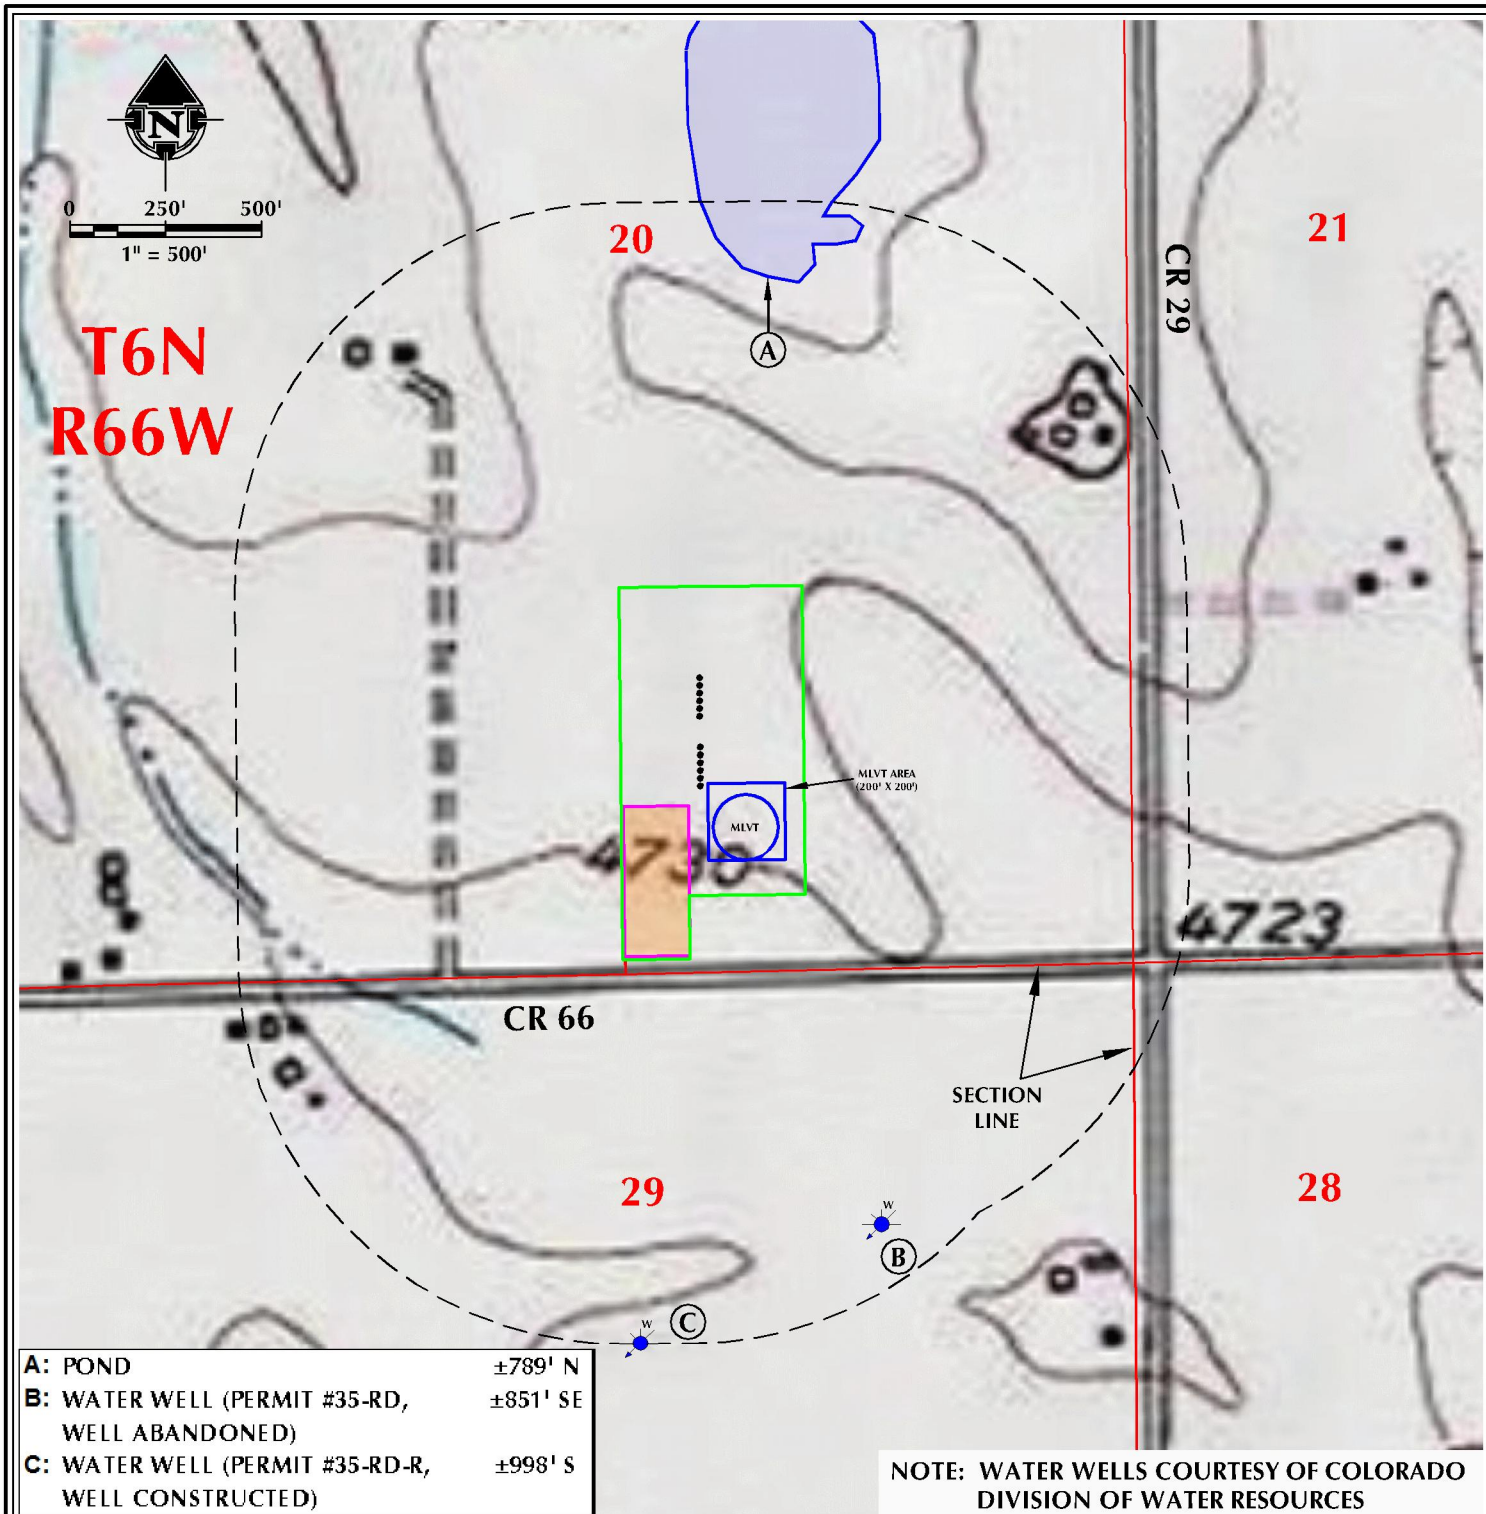 N
0 250' 500'
1" = 500'
20
21
CR 29
T6N
R66W
A
MLVT AREA
(200' X 200')
MLVT
4730
4723
CR 66
SECTION
LINE
29
28
W
B
W
C
A: POND ±789' N
B: WATER WELL (PERMIT #35-RD, ±851' SE
WELL ABANDONED)
C: WATER WELL (PERMIT #35-RD-R, ±998' S
WELL CONSTRUCTED)
NOTE: WATER WELLS COURTESY OF COLORADO
DIVISION OF WATER RESOURCES